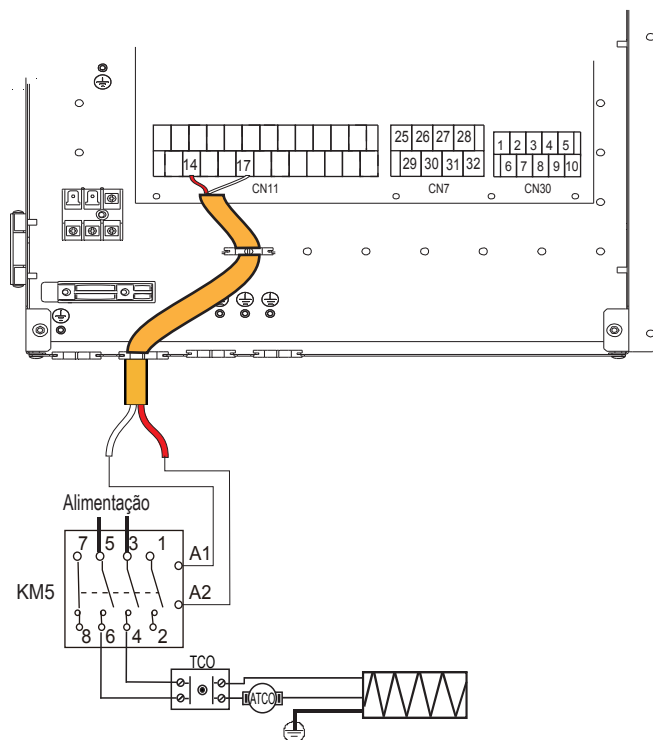 25 26 27 28
1 2 3 4 5
14 17
29 30 31 32
6 7 8 9 10
CN11
CN7
CN30
Alimentação
7 5 3 1
A1
KM5
A2
8 6 4 2
TCO
ATCO